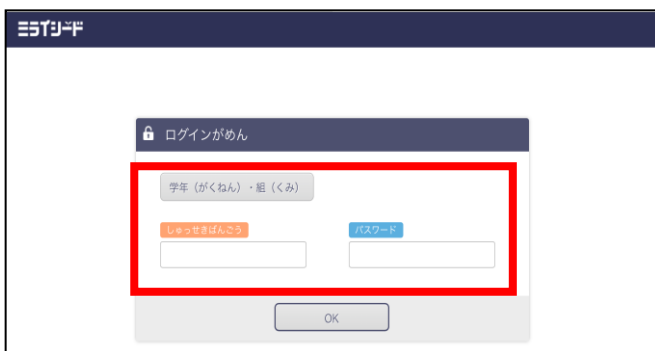 ミライシード
ログインがめん
学年（がくねん）・組（くみ）
しゅっせきばんごう
パスワード
OK